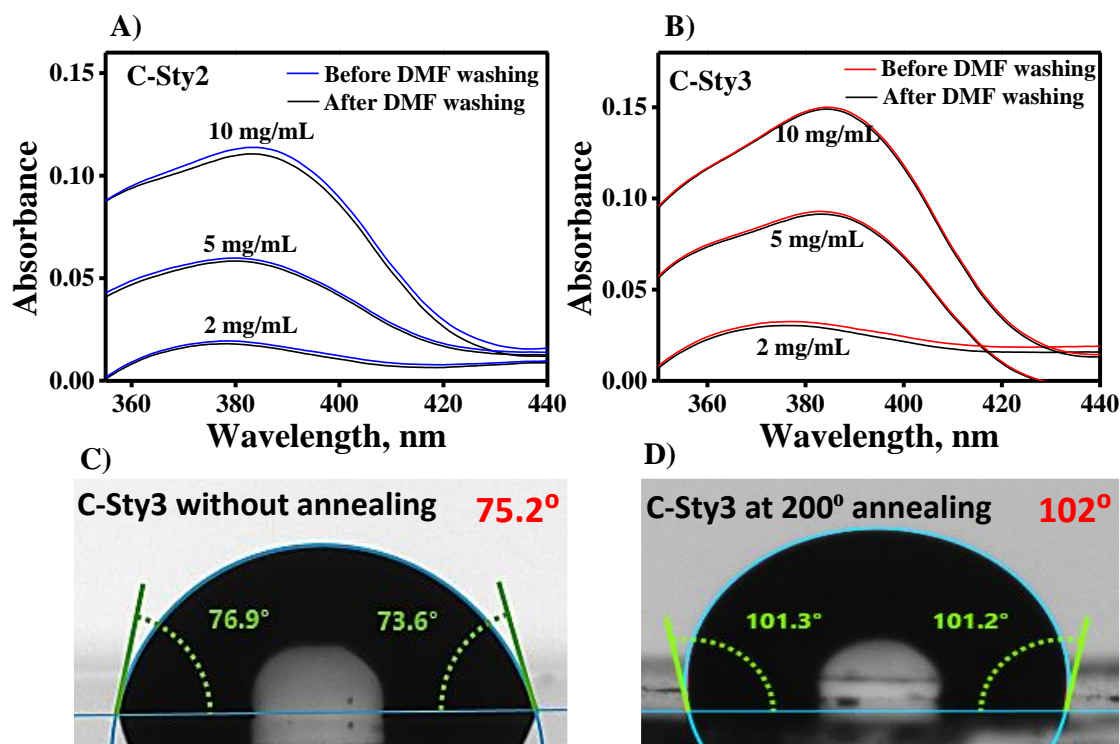 A)
C-Sty2
Before DMF washing
After DMF washing
10 mg/mL
5 mg/mL
2 mg/mL
0.15
0.10
0.05
0.00
Absorbance
360 380 400 420 440
Wavelength, nm
B)
C-Sty3
Before DMF washing
After DMF washing
10 mg/mL
5 mg/mL
2 mg/mL
0.15
0.10
0.05
0.00
Absorbance
360 380 400 420 440
Wavelength, nm
C)
C-Sty3 without annealing 75.2⁰
76.9° 73.6°
D)
C-Sty3 at 200⁰ annealing 102⁰
101.3° 101.2°